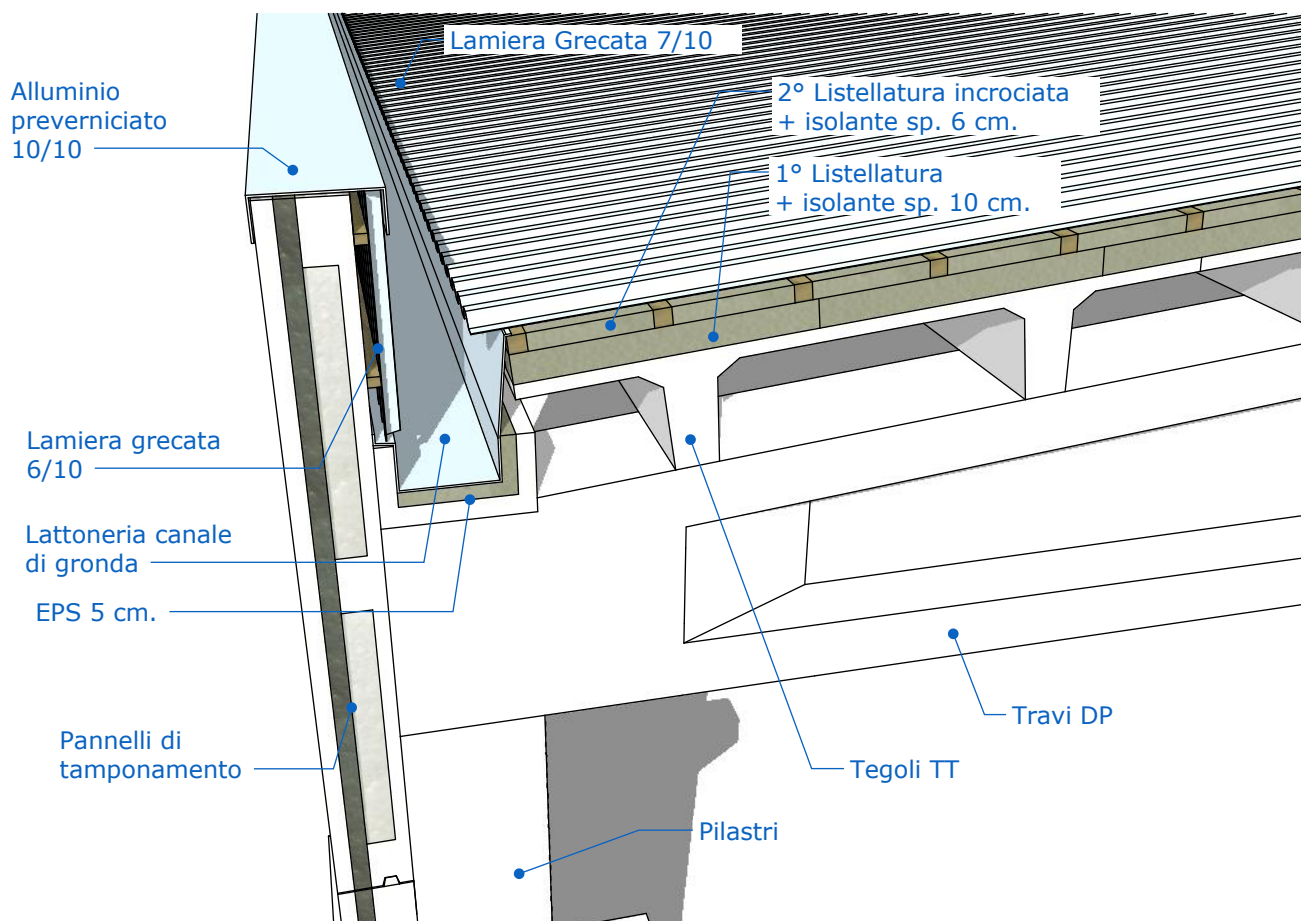 Lamiera Grecata 7/10
Alluminio
preverniciato
10/10
2° Listellatura incrociata
+ isolante sp. 6 cm.
1° Listellatura
+ isolante sp. 10 cm.
Lamiera grecata
6/10
Lattoneria canale
di gronda
EPS 5 cm.
Pannelli di
tamponamento
Travi DP
Tegoli TT
Pilastri